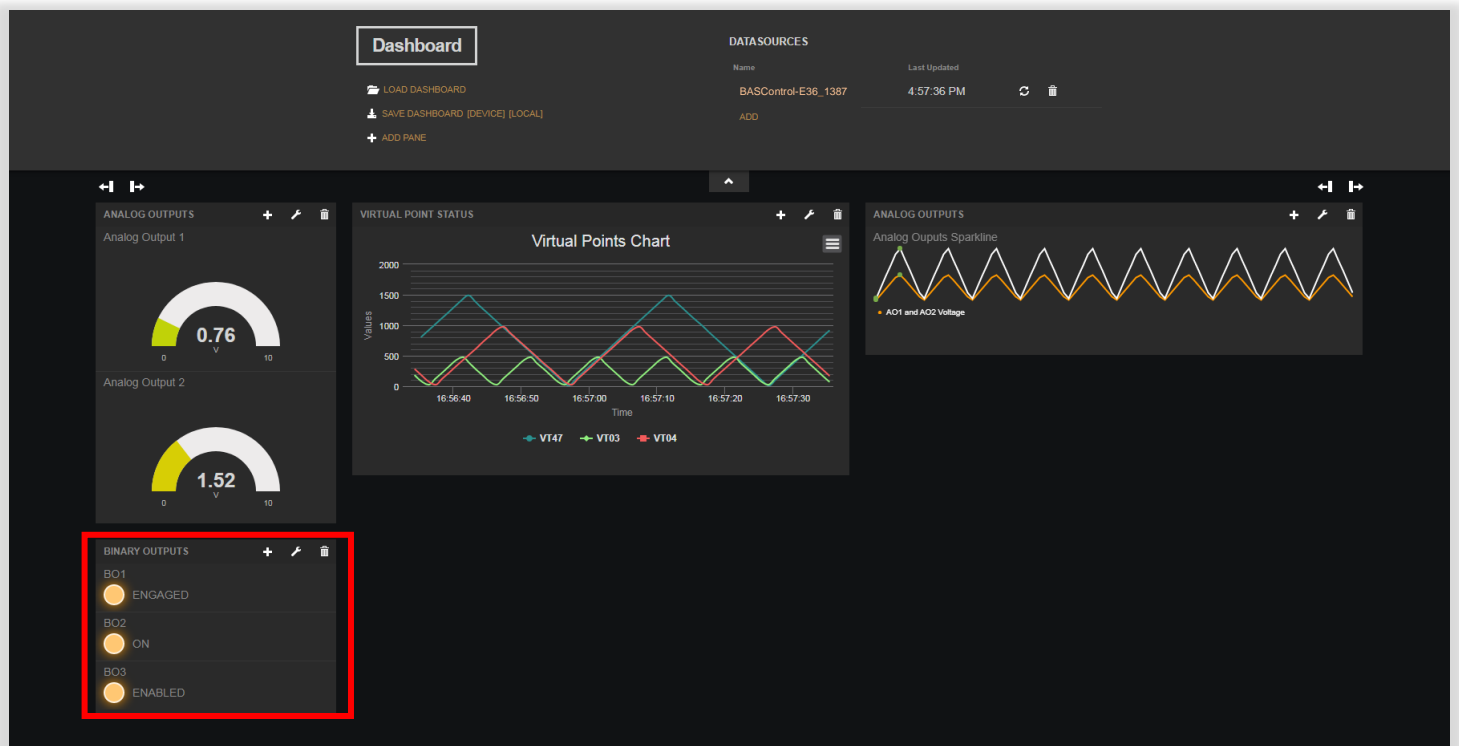 Dashboard
LOAD DASHBOARD
SAVE DASHBOARD [DEVICE] [LOCAL]
ADD PANE
DATASOURCES
Name Last Updated
BASControl-E36_1387 4:57:36 PM
ADD
ANALOG OUTPUTS
Analog Output 1
0.76
V
0 10
Analog Output 2
1.52
V
0 10
BINARY OUTPUTS
BO1
ENGAGED
BO2
ON
BO3
ENABLED
VIRTUAL POINT STATUS
Virtual Points Chart
2000
1500
1000
500
0
Values
16:56:40 16:56:50 16:57:00 16:57:10 16:57:20 16:57:30
Time
VT47 VT03 VT04
ANALOG OUTPUTS
Analog Ouputs Sparkline
AO1 and AO2 Voltage